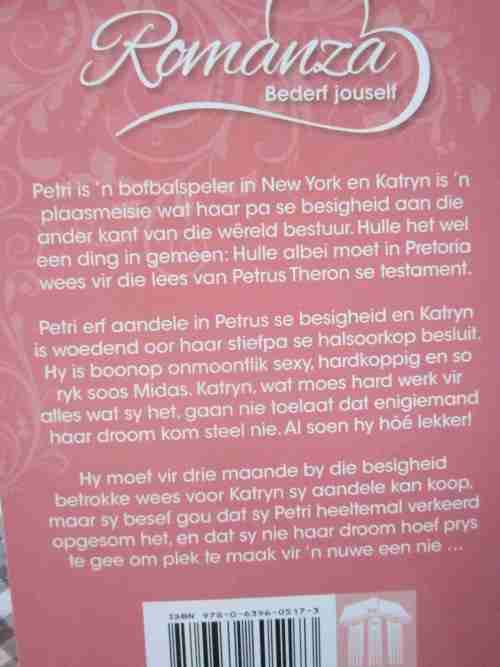 Romanza
Bederf jouself
Petri is 'n bofbalspeler in New York en Katryn is 'n
plaasmeisie wat haar pa se besigheid aan die
ander kant van die wêreld bestuur. Hulle het wel
een ding in gemeen: Hulle albei moet in Pretoria
wees vir die lees van Petrus Theron se testament.
Petri erf aandele in Petrus se besigheid en Katryn
is woedend oor haar stiefpa se halsoorkop besluit.
Hy is boonop onmoontlik sexy, hardkoppig en so
ryk soos Midas. Katryn, wat moes hard werk vir
alles wat sy het, gaan nie toelaat dat enigiemand
haar droom kom steel nie. Al soen hy hóé lekker!
Hy moet vir drie maande by die besigheid
betrokke wees voor Katryn sy aandele kan koop,
maar sy besef gou dat sy Petri heeltemal verkeerd
opgesom het, en dat sy nie haar droom hoef prys
te gee om plek te maak vir 'n nuwe een nie ...
ISBN 978-0-6396-0517-3